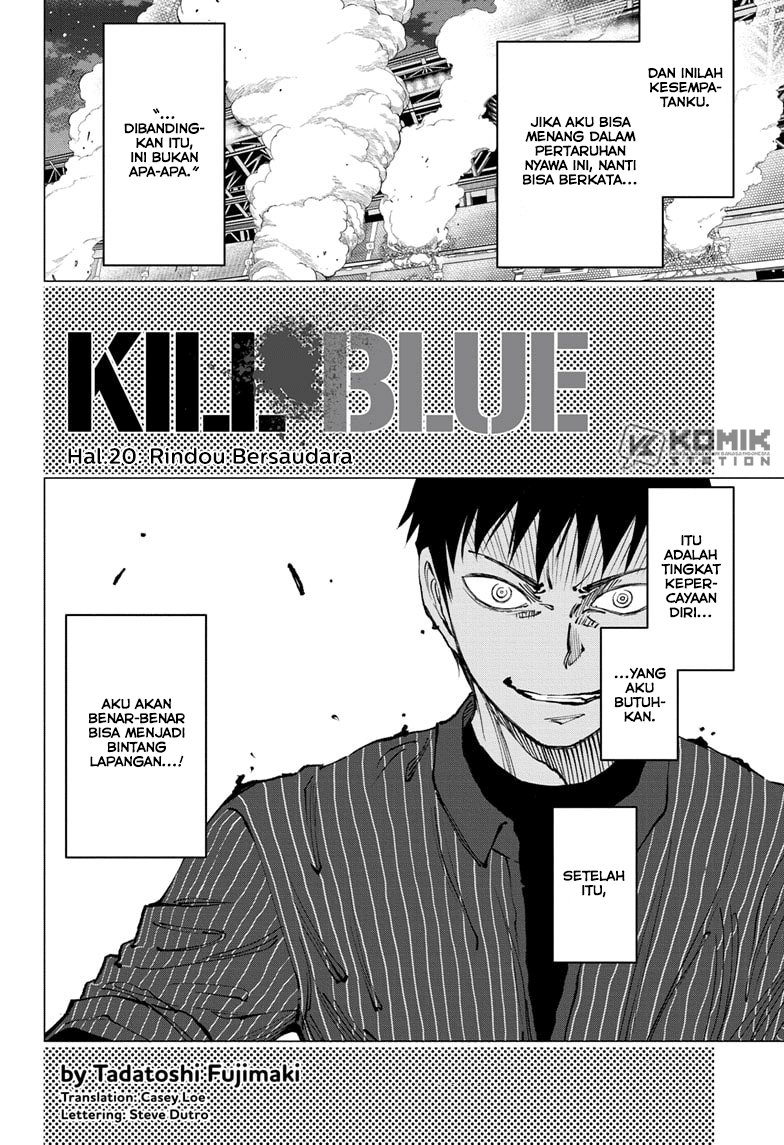 DAN INILAH
KESEMPA-
TANKU.
JIKA AKU BISA
MENANG DALAM
PERTARUHAN
NYAWA INI, NANTI
BISA BERKATA...
"...
DIBANDING-
KAN ITU,
INI BUKAN
APA-APA."
KILL BLUE
Hal 20 Rindou Bersaudara
KOMIK
STATION
ITU
ADALAH
TINGKAT
KEPER-
CAYAAN
DIRI...
...YANG
AKU
BUTUH-
KAN.
SETELAH
ITU,
AKU AKAN
BENAR-BENAR
BISA MENJADI
BINTANG
LAPANGAN...!
by Tadatoshi Fujimaki
Translation: Casey Loe
Lettering: Steve Dutro